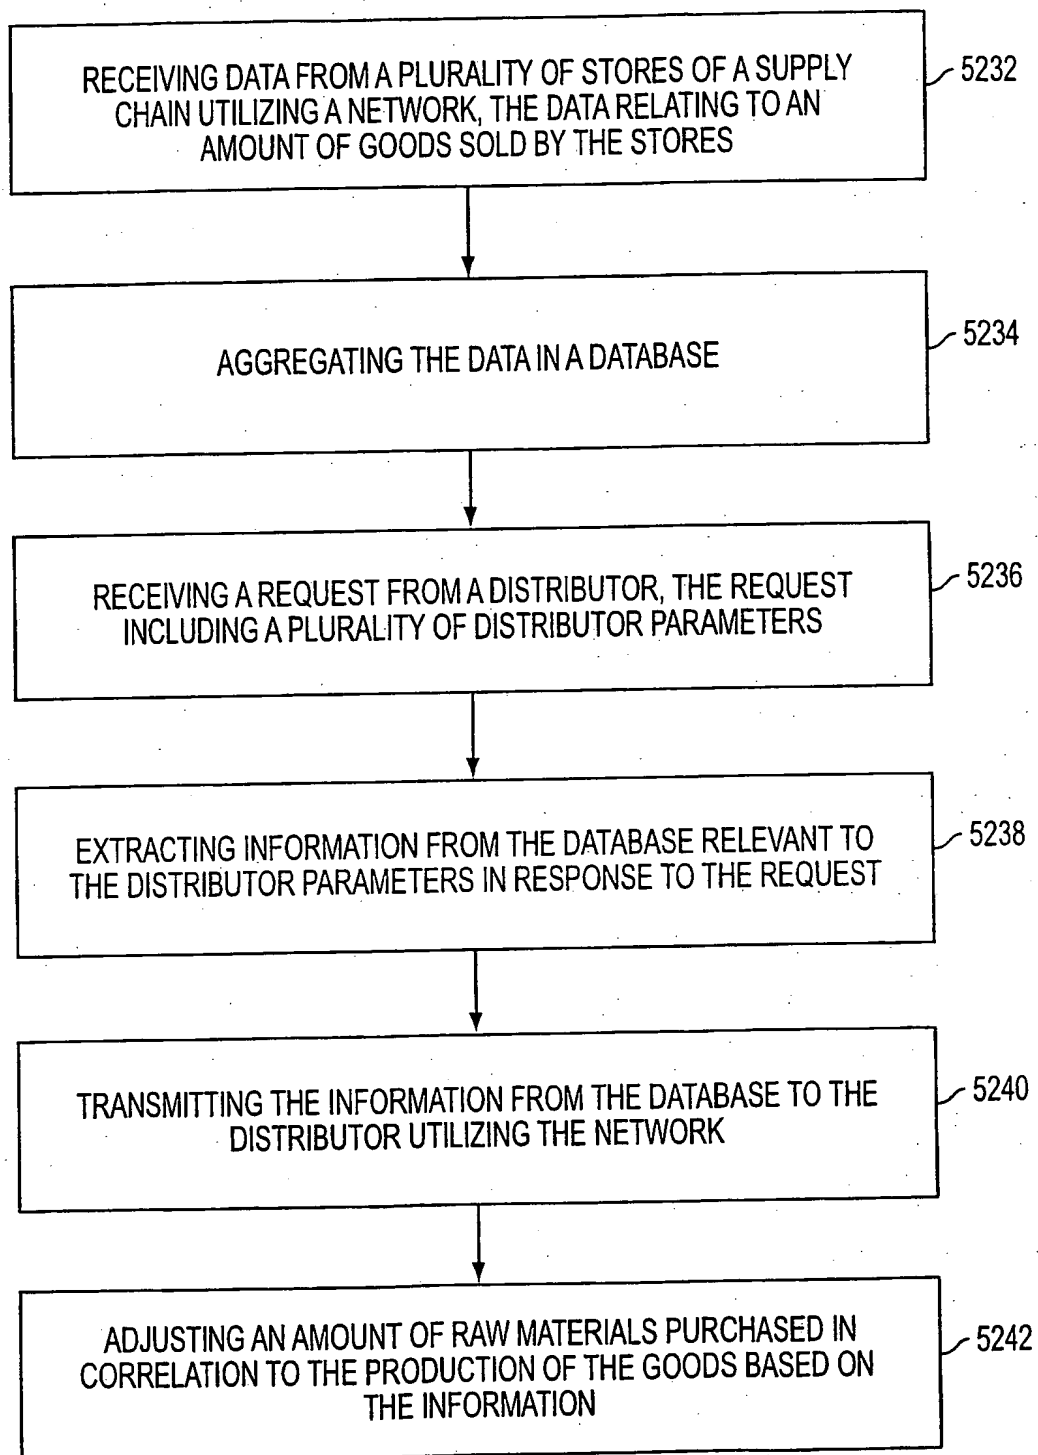 RECEIVING DATA FROM A PLURALITY OF STORES OF A SUPPLY
CHAIN UTILIZING A NETWORK, THE DATA RELATING TO AN
AMOUNT OF GOODS SOLD BY THE STORES
5232
AGGREGATING THE DATA IN A DATABASE
5234
RECEIVING A REQUEST FROM A DISTRIBUTOR, THE REQUEST
INCLUDING A PLURALITY OF DISTRIBUTOR PARAMETERS
5236
EXTRACTING INFORMATION FROM THE DATABASE RELEVANT TO
THE DISTRIBUTOR PARAMETERS IN RESPONSE TO THE REQUEST
5238
TRANSMITTING THE INFORMATION FROM THE DATABASE TO THE
DISTRIBUTOR UTILIZING THE NETWORK
5240
ADJUSTING AN AMOUNT OF RAW MATERIALS PURCHASED IN
CORRELATION TO THE PRODUCTION OF THE GOODS BASED ON
THE INFORMATION
5242